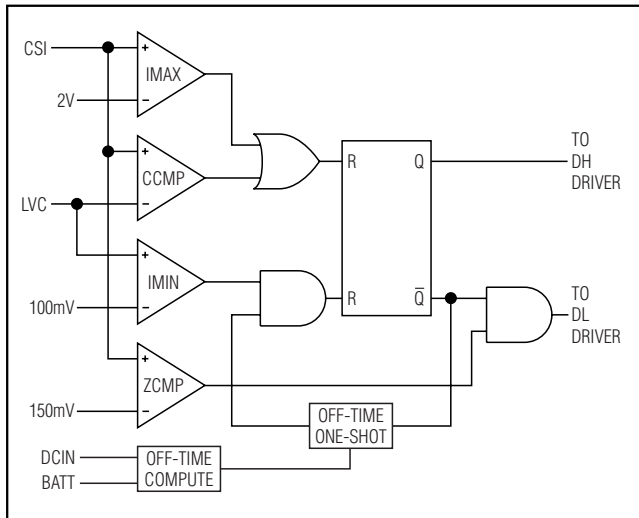 CSI
+
IMAX
2V
−
TO
DH
DRIVER
+
CCMP
−
R
Q
LVC
+
IMIN
100mV
−
R
Q̅
TO
DL
DRIVER
+
ZCMP
150mV
−
OFF-TIME
ONE-SHOT
DCIN
BATT
OFF-TIME
COMPUTE